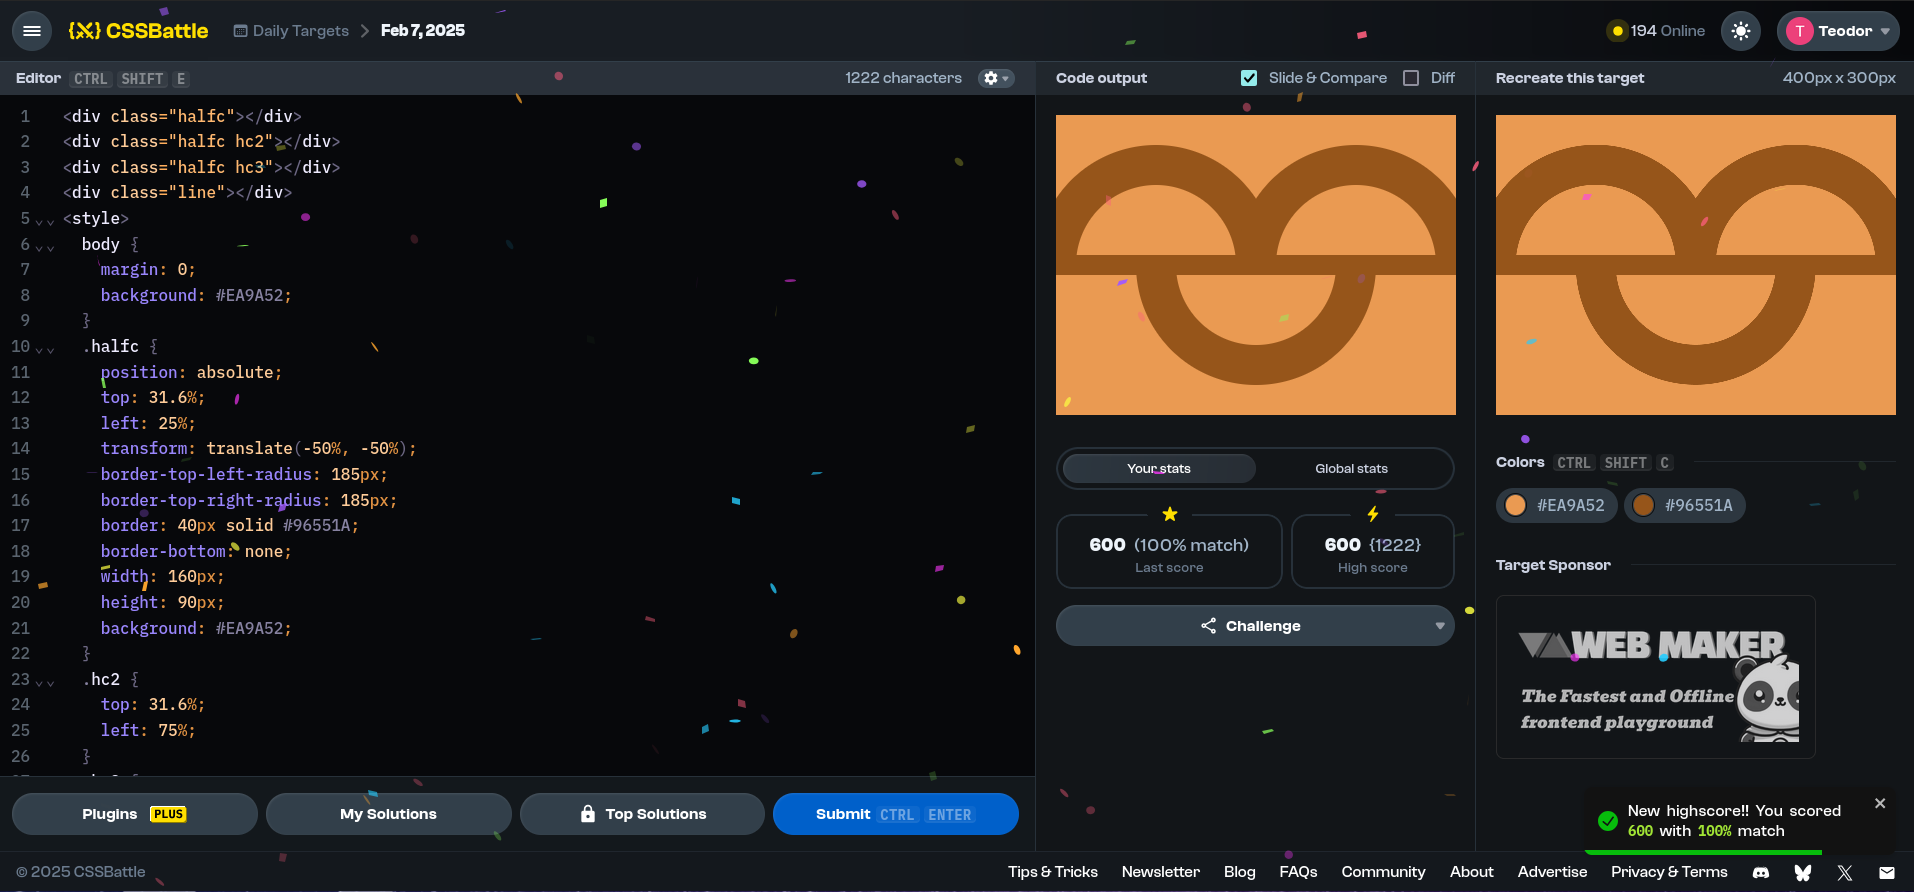 CSSBattle
Daily Targets
Feb 7, 2025
194 Online
T
Teodor
Editor CTRL SHIFT E
1222 characters
1 <div class="halfc"></div>
2 <div class="halfc hc2"></div>
3 <div class="halfc hc3"></div>
4 <div class="line"></div>
5 <style>
6 body {
7 margin: 0;
8 background: #EA9A52;
9 }
10 .halfc {
11 position: absolute;
12 top: 31.6%;
13 left: 25%;
14 transform: translate(-50%, -50%);
15 border-top-left-radius: 185px;
16 border-top-right-radius: 185px;
17 border: 40px solid #96551A;
18 border-bottom: none;
19 width: 160px;
20 height: 90px;
21 background: #EA9A52;
22 }
23 .hc2 {
24 top: 31.6%;
25 left: 75%;
26 }
Plugins PLUS
My Solutions
Top Solutions
Submit CTRL ENTER
Code output
Slide & Compare
Diff
Your stats
Global stats
600 (100% match)
Last score
600 {1222}
High score
Challenge
Recreate this target
400px x 300px
Colors CTRL SHIFT C
#EA9A52
#96551A
Target Sponsor
WEB MAKER
The Fastest and Offline
frontend playground
New highscore!! You scored
600 with 100% match
© 2025 CSSBattle
Tips & Tricks
Newsletter
Blog
FAQs
Community
About
Advertise
Privacy & Terms